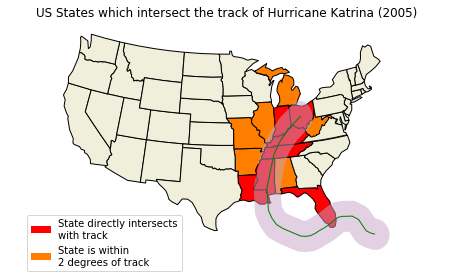 US States which intersect the track of Hurricane Katrina (2005)
State directly intersects
with track
State is within
2 degrees of track